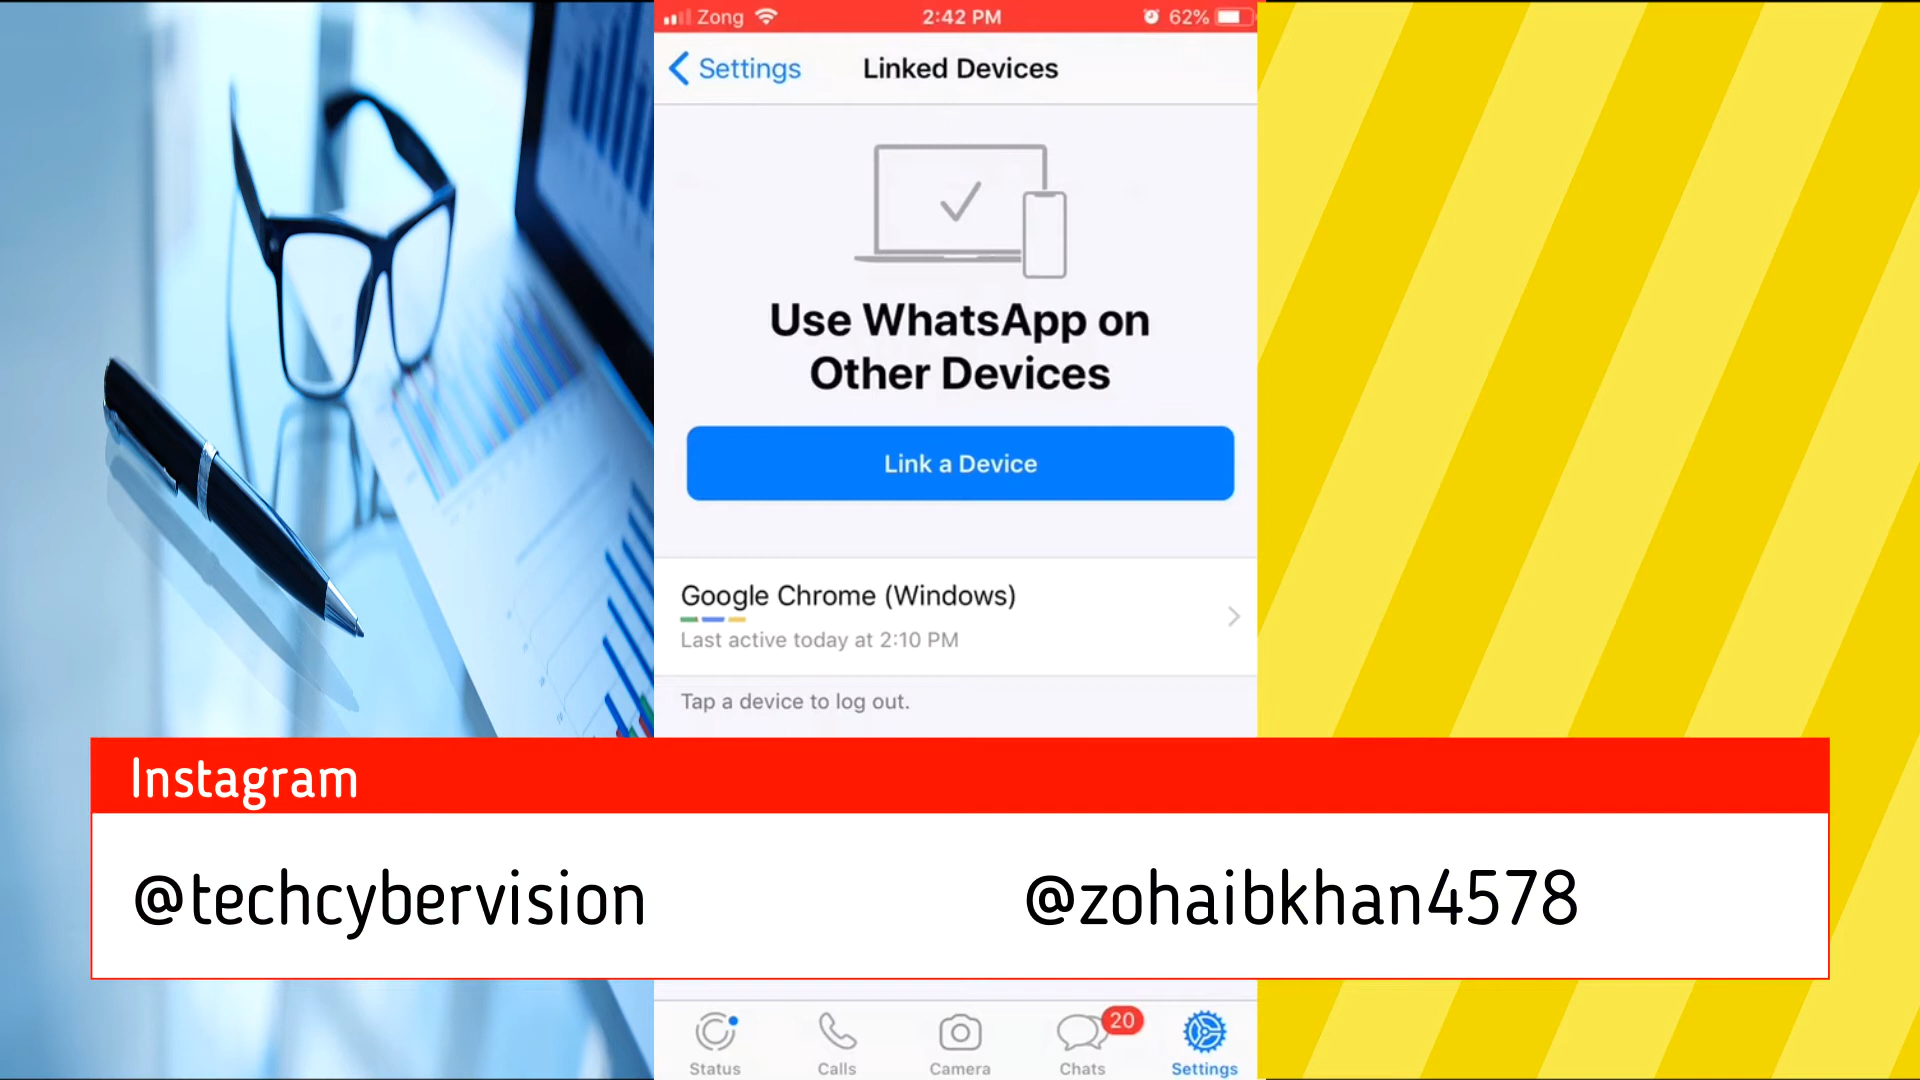 Zong 2:42 PM 62%
Settings Linked Devices
Use WhatsApp on
Other Devices
Link a Device
Google Chrome (Windows)
Last active today at 2:10 PM
Tap a device to log out.
Instagram
@techcybervision @zohaibkhan4578
20
Status Calls Camera Chats Settings